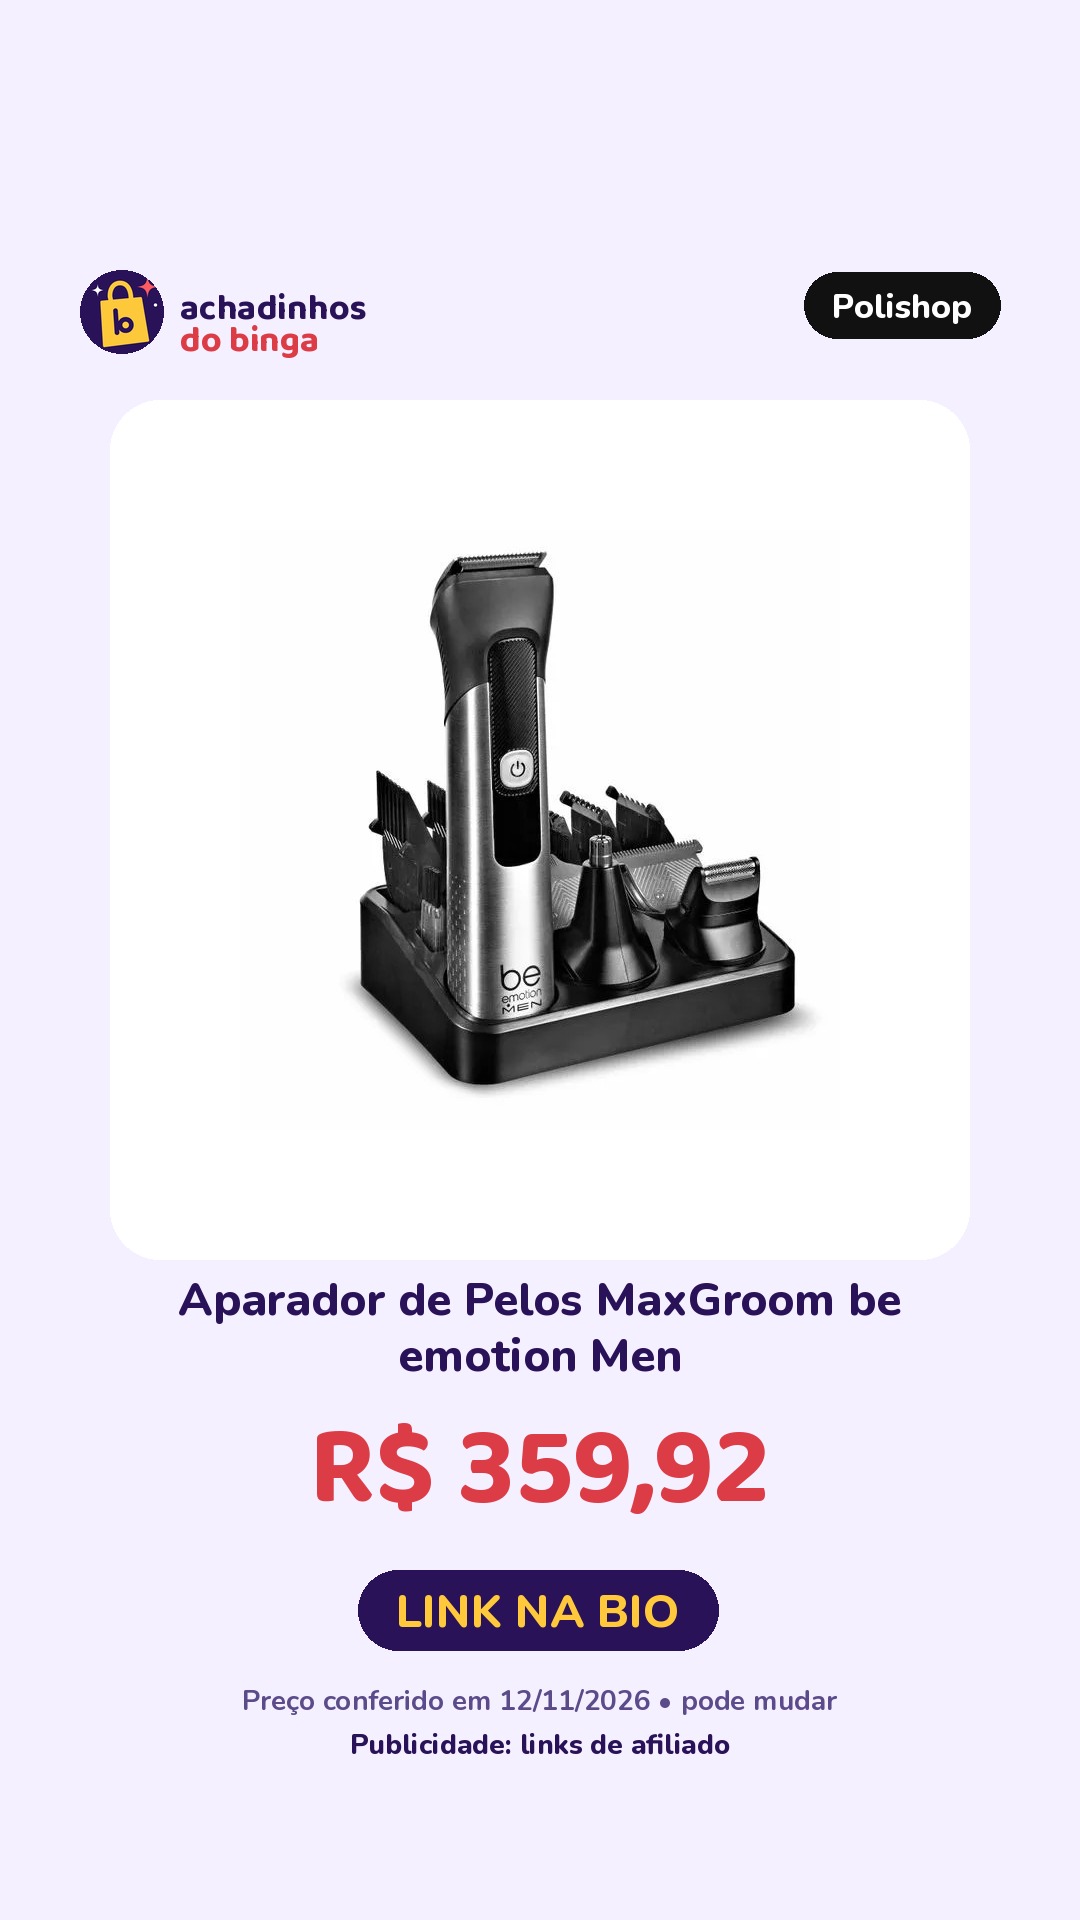 achadinhos
do binga
Polishop
be
emotion
MEN
Aparador de Pelos MaxGroom be
emotion Men
R$ 359,92
LINK NA BIO
Preço conferido em 12/11/2026 • pode mudar
Publicidade: links de afiliado